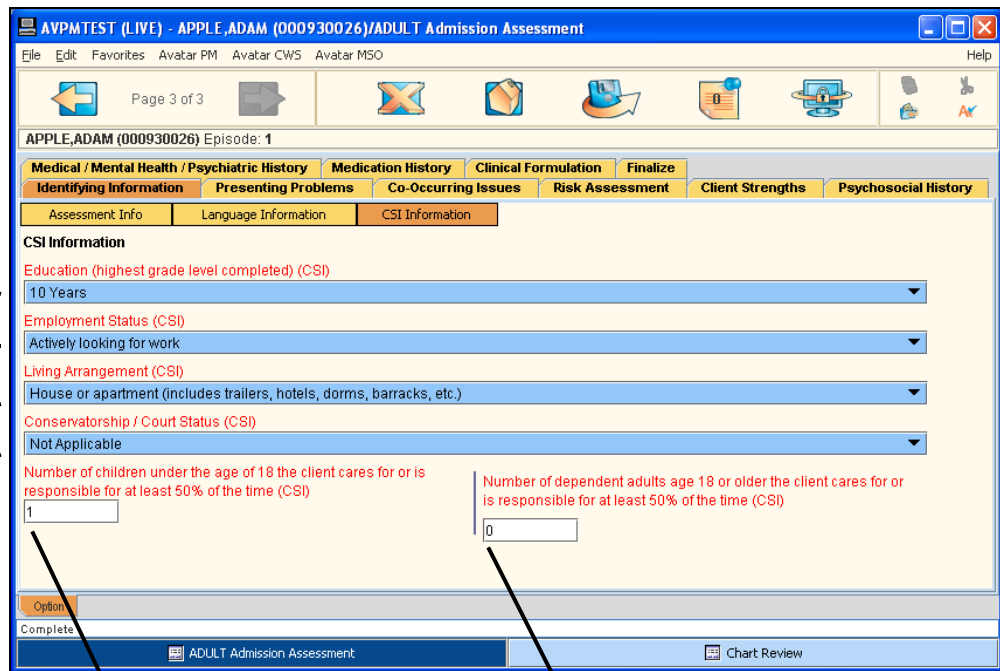 AVPMTEST (LIVE) - APPLE,ADAM (000930026)/ADULT Admission Assessment
File Edit Favorites Avatar PM Avatar CWS Avatar MSO Help
Page 3 of 3
0
APPLE,ADAM (000930026) Episode: 1
Medical / Mental Health / Psychiatric History Medication History Clinical Formulation Finalize
Identifying Information Presenting Problems Co-Occurring Issues Risk Assessment Client Strengths Psychosocial History
Assessment Info Language Information CSI Information
CSI Information
Education (highest grade level completed) (CSI)
10 Years
Employment Status (CSI)
Actively looking for work
Living Arrangement (CSI)
House or apartment (includes trailers, hotels, dorms, barracks, etc.)
Conservatorship / Court Status (CSI)
Not Applicable
Number of children under the age of 18 the client cares for or is
responsible for at least 50% of the time (CSI)
1
Number of dependent adults age 18 or older the client cares for or
is responsible for at least 50% of the time (CSI)
0
Option
Complete
ADULT Admission Assessment Chart Review